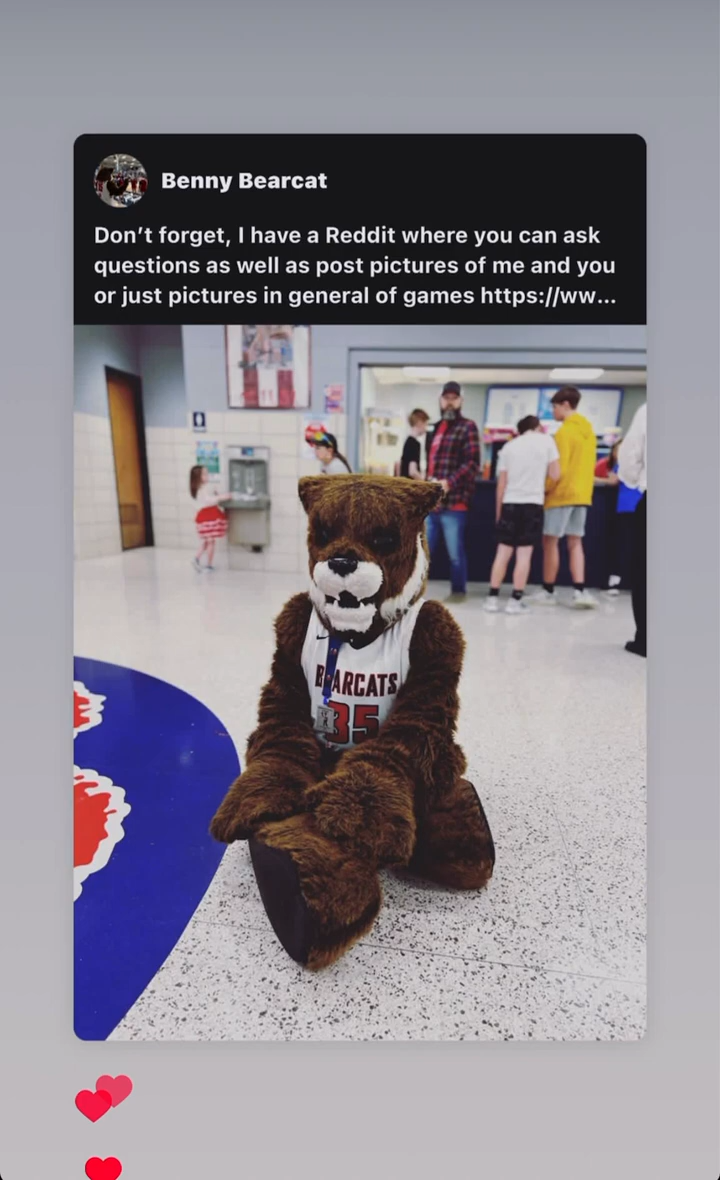 Benny Bearcat
Don’t forget, I have a Reddit where you can ask
questions as well as post pictures of me and you
or just pictures in general of games https://ww...
BEARCATS
35